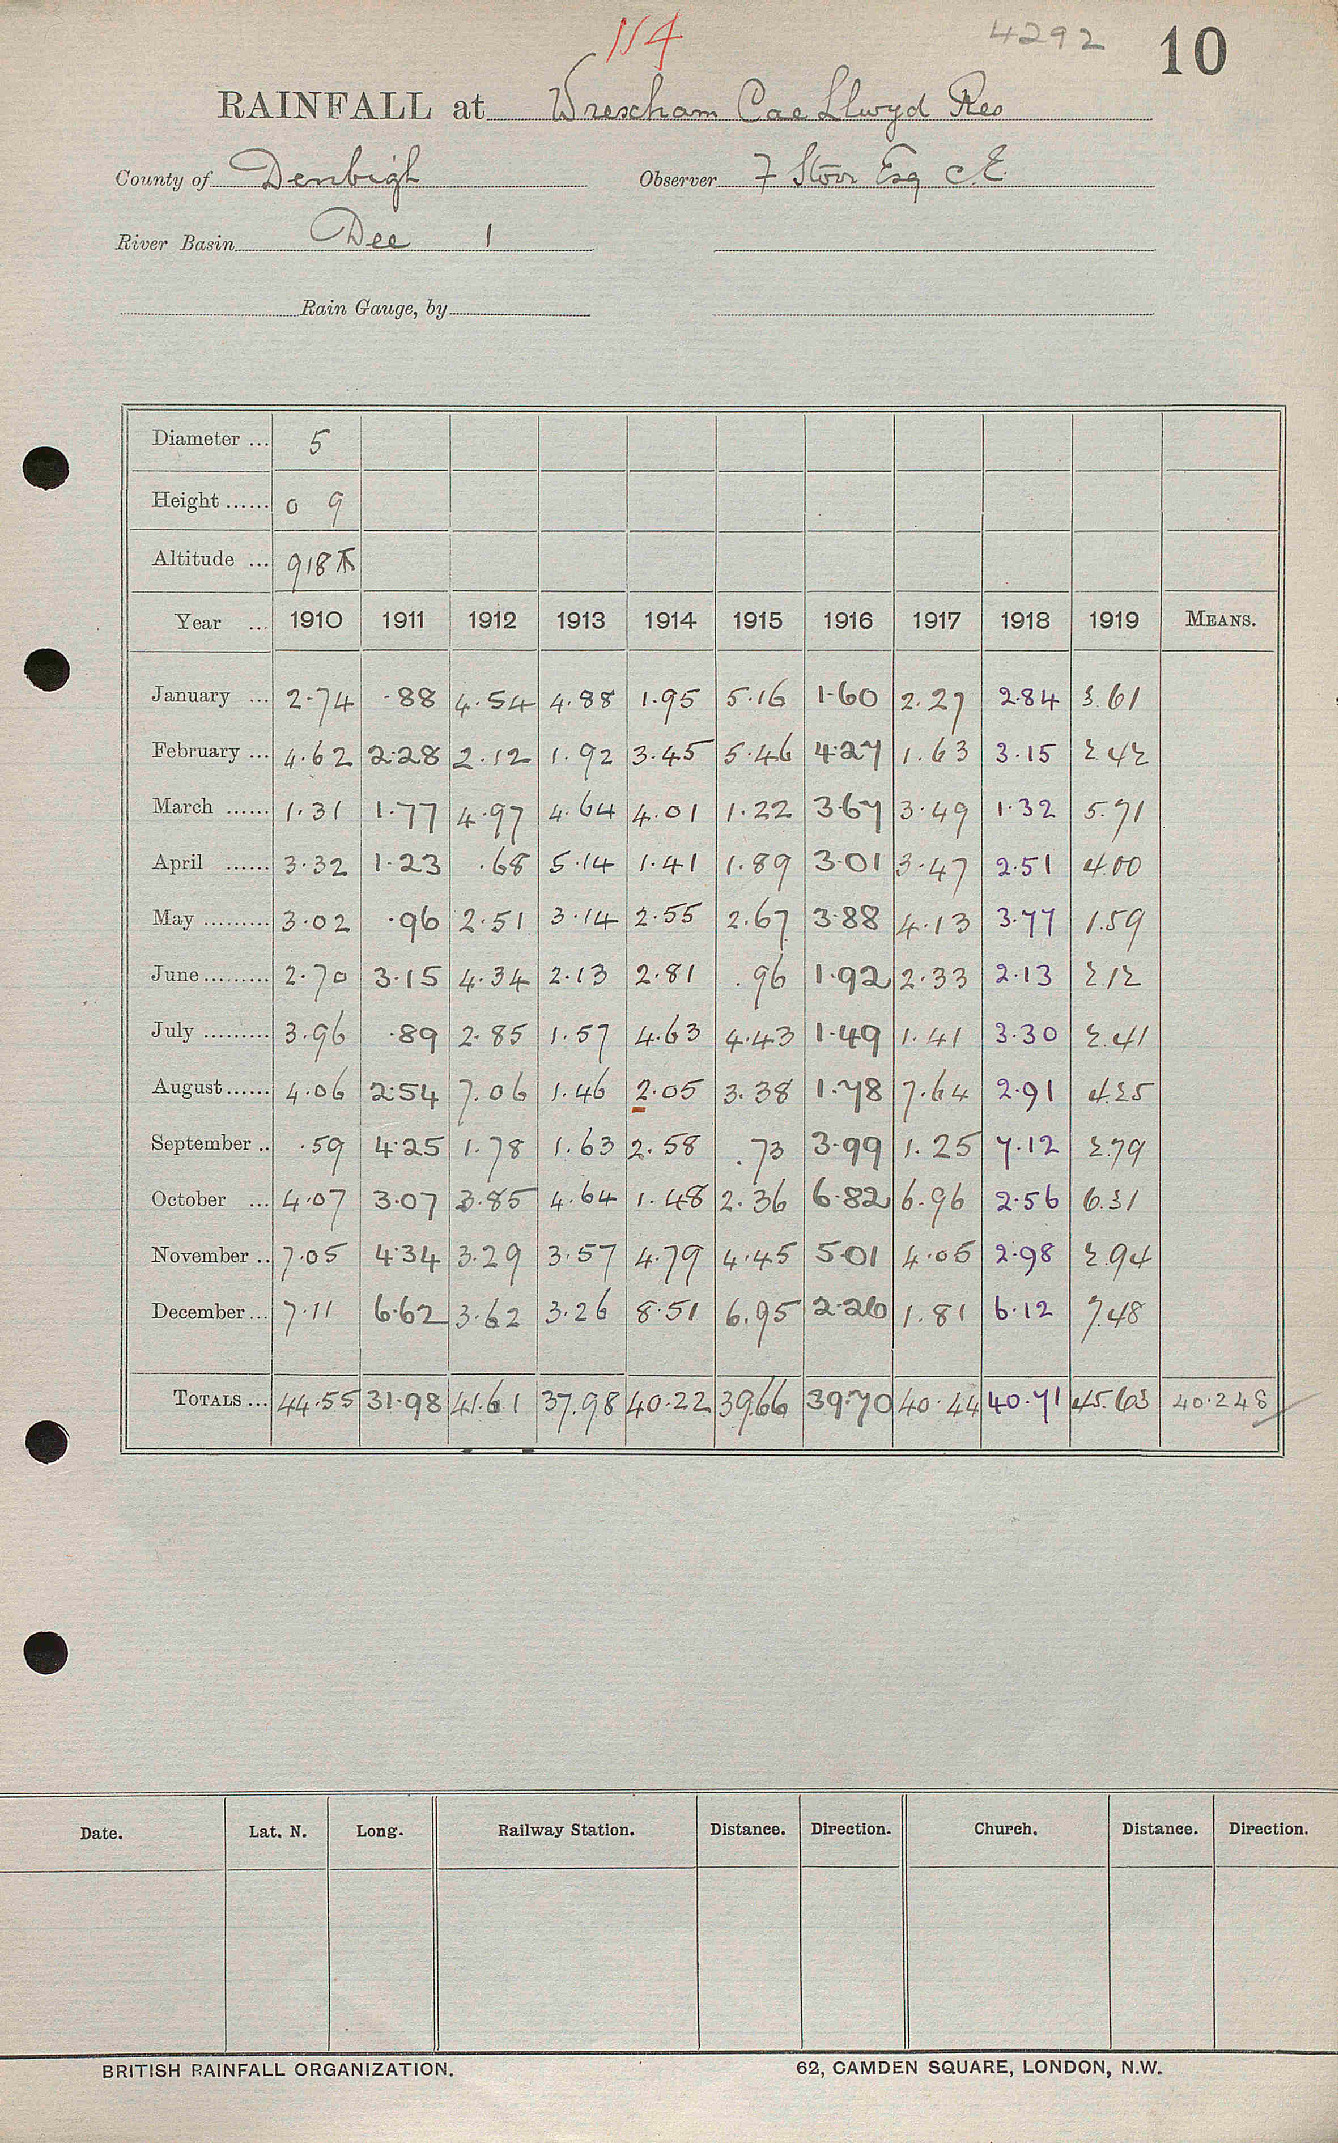 114 4292 10
RAINFALL at Wrexham Cae Llwyd Res
County of Denbigh Observer F Storr Esq C.E.
River Basin Dee 1
Rain Gauge, by
Diameter ... 5
Height ...... 0 9
Altitude ... 918
Year ... 1910 1911 1912 1913 1914 1915 1916 1917 1918 1919 MEANS.
January ... 2.74 .88 4.54 4.88 1.95 5.16 1.60 2.27 2.84 3.61
February ... 4.62 2.28 2.12 1.92 3.45 5.46 4.27 1.63 3.15 2.42
March ...... 1.31 1.77 4.97 4.64 4.01 1.22 3.67 3.49 1.32 5.71
April ...... 3.32 1.23 .68 5.14 1.41 1.89 3.01 3.47 2.51 4.00
May ......... 3.02 .96 2.51 3.14 2.55 2.67 3.88 4.13 3.77 1.59
June ......... 2.70 3.15 4.34 2.13 2.81 .96 1.92 2.33 2.13 2.12
July ......... 3.96 .89 2.85 1.57 4.63 4.43 1.49 1.41 3.30 2.41
August ...... 4.06 2.54 7.06 1.46 2.05 3.38 1.78 7.64 2.91 4.25
September .. .59 4.25 1.78 1.63 2.58 .73 3.99 1.25 7.12 2.79
October ... 4.07 3.07 3.85 4.64 1.48 2.36 6.82 6.96 2.56 6.31
November .. 7.05 4.34 3.29 3.57 4.79 4.45 5.01 4.05 2.98 2.94
December ... 7.11 6.62 3.62 3.26 8.51 6.95 2.26 1.81 6.12 7.48
TOTALS ... 44.55 31.98 41.61 37.98 40.22 39.66 39.70 40.44 40.71 45.63 40.248
Date. Lat. N. Long. Railway Station. Distance. Direction. Church. Distance. Direction.
BRITISH RAINFALL ORGANIZATION. 62, CAMDEN SQUARE, LONDON, N.W.